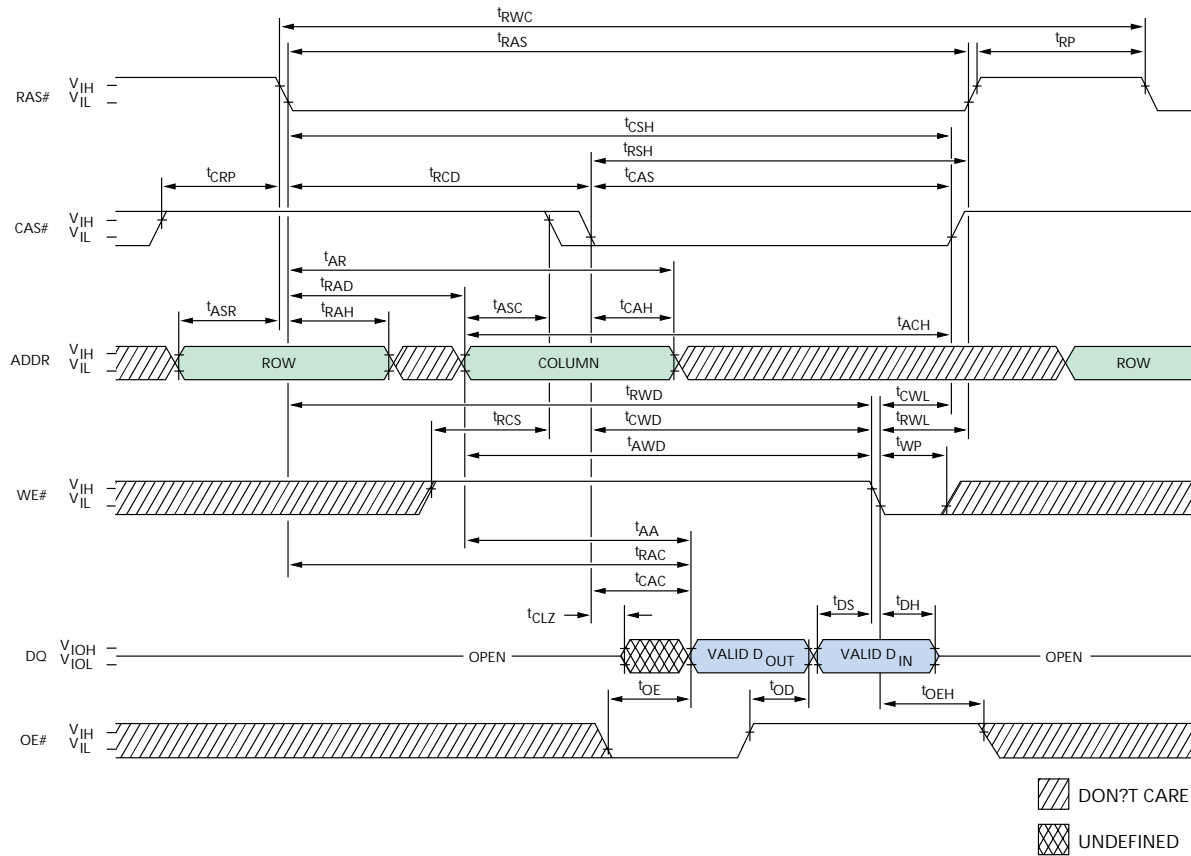 tRWC
tRAS
tRP
RAS# VIH
VIL
tCSH
tRSH
tCRP
tRCD
tCAS
CAS# VIH
VIL
tAR
tRAD
tASR
tRAH
tASC
tCAH
tACH
ADDR VIH
VIL
ROW
COLUMN
ROW
tRWD
tCWL
tRCS
tCWD
tRWL
tAWD
tWP
WE# VIH
VIL
tAA
tRAC
tCAC
tCLZ
tDS
tDH
DQ VIOH
VIOL
OPEN
VALID DOUT
VALID DIN
OPEN
tOE
tOD
tOEH
OE# VIH
VIL
DON?T CARE
UNDEFINED